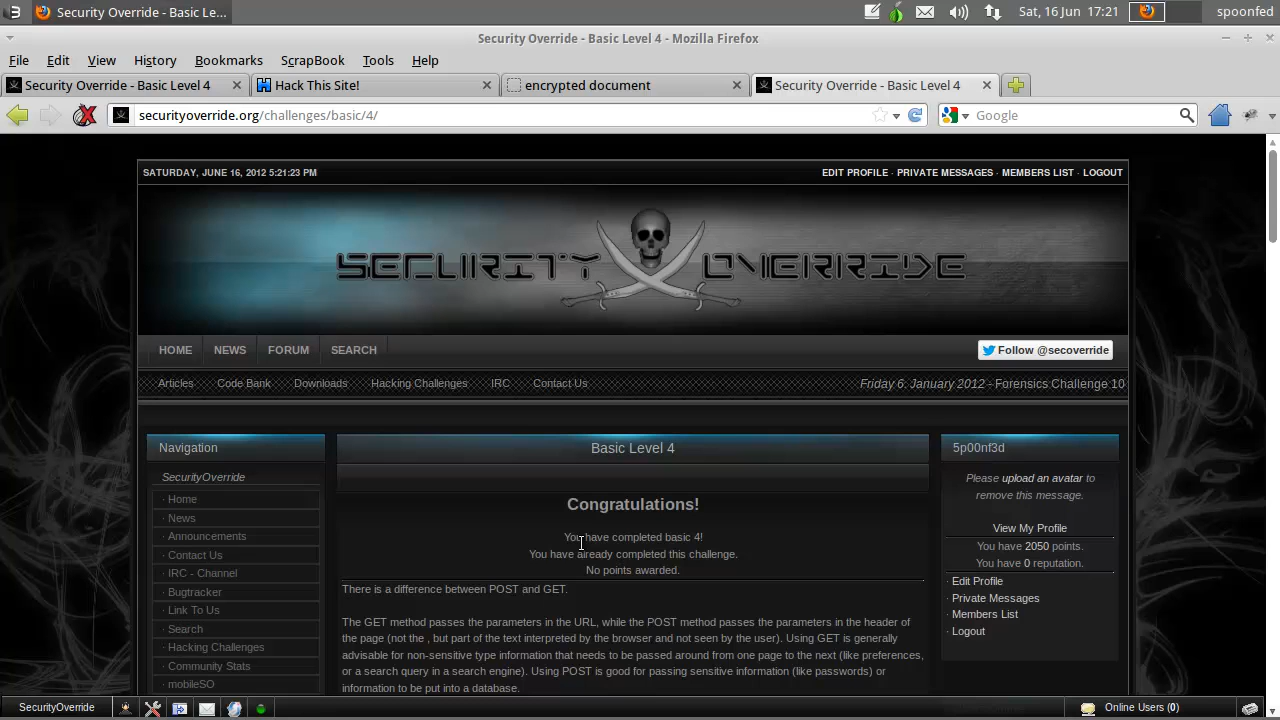 Security Override - Basic Le...
Sat, 16 Jun 17:21
spoonfed
Security Override - Basic Level 4 - Mozilla Firefox
File Edit View History Bookmarks ScrapBook Tools Help
Security Override - Basic Level 4
Hack This Site!
encrypted document
Security Override - Basic Level 4
securityoverride.org/challenges/basic/4/
Google
SATURDAY, JUNE 16, 2012 5:21:23 PM
EDIT PROFILE · PRIVATE MESSAGES · MEMBERS LIST · LOGOUT
SECURITY OVERRIDE
HOME NEWS FORUM SEARCH
Follow @secoverride
Articles Code Bank Downloads Hacking Challenges IRC Contact Us
Friday 6. January 2012 - Forensics Challenge 10
Navigation
SecurityOverride
· Home
· News
· Announcements
· Contact Us
· IRC - Channel
· Bugtracker
· Link To Us
· Search
· Hacking Challenges
· Community Stats
· mobileSO
Basic Level 4
Congratulations!
You have completed basic 4!
You have already completed this challenge.
No points awarded.
There is a difference between POST and GET.
The GET method passes the parameters in the URL, while the POST method passes the parameters in the header of
the page (not the , but part of the text interpreted by the browser and not seen by the user). Using GET is generally
advisable for non-sensitive type information that needs to be passed around from one page to the next (like preferences,
or a search query in a search engine). Using POST is good for passing sensitive information (like passwords) or
information to be put into a database.
5p00nf3d
Please upload an avatar to
remove this message.
View My Profile
You have 2050 points.
You have 0 reputation.
· Edit Profile
· Private Messages
· Members List
· Logout
SecurityOverride
Online Users (0)